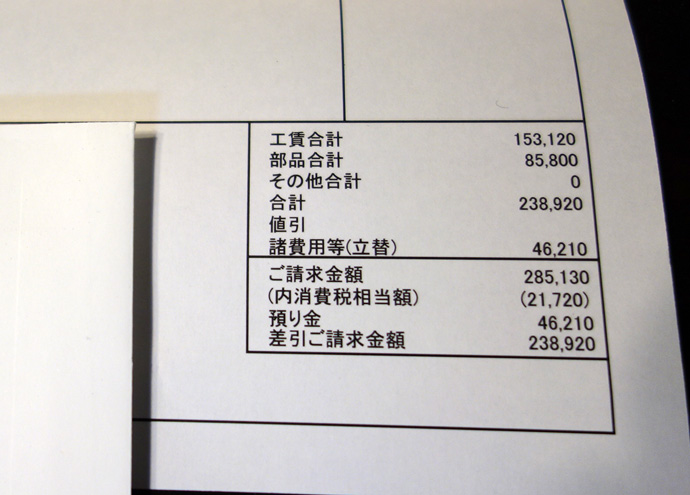 工賃合計 153,120
部品合計 85,800
その他合計 0
合計 238,920
値引
諸費用等(立替) 46,210
ご請求金額 285,130
(内消費税相当額) (21,720)
預り金 46,210
差引ご請求金額 238,920